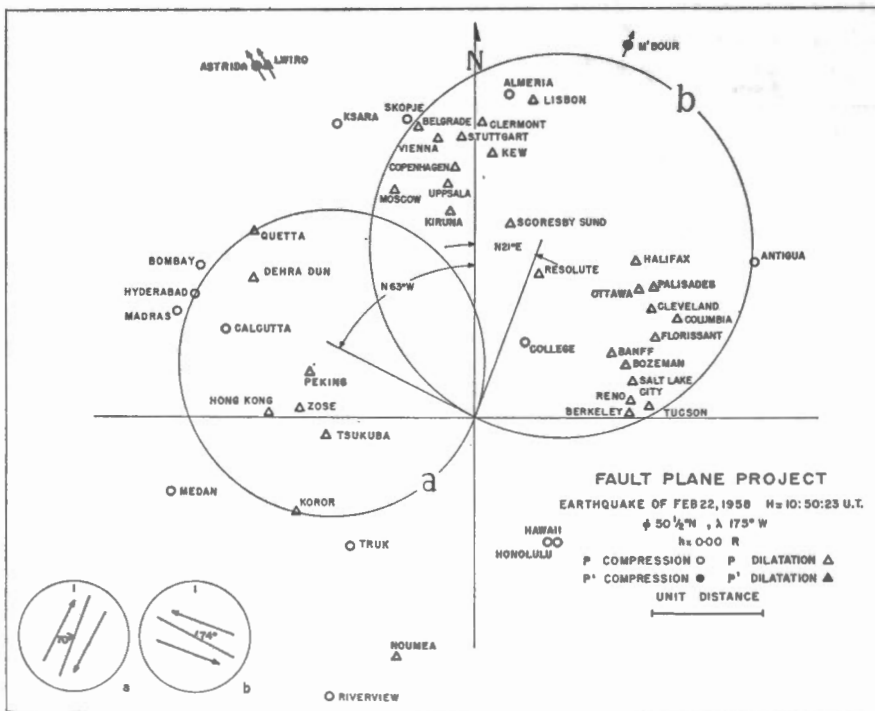 ASTRIDA
LWIRO
N
M'BOUR
ALMERIA
LISBON
b
SKOPJE
KSARA
BELGRADE
CLERMONT
VIENNA
STUTTGART
KEW
COPENHAGEN
MOSCOW
UPPSALA
KIRUNA
SCORESBY SUND
QUETTA
N21°E
BOMBAY
DEHRA DUN
RESOLUTE
HALIFAX
ANTIGUA
HYDERABAD
N 63°W
OTTAWA
PALISADES
MADRAS
CLEVELAND
COLUMBIA
CALCUTTA
FLORISSANT
COLLEGE
BANFF
BOZEMAN
PEKING
SALT LAKE
CITY
HONG KONG
ZOSE
RENO
BERKELEY
TUCSON
TSUKUBA
a
MEDAN
KOROR
FAULT PLANE PROJECT
EARTHQUAKE OF FEB 22, 1958 H=10:50:23 U.T.
ϕ 50 ½°N , λ 175° W
h=0·00 R
TRUK
HAWAII
HONOLULU
P COMPRESSION P DILATATION
P' COMPRESSION P' DILATATION
UNIT DISTANCE
70°
74°
a
b
NOUMEA
RIVERVIEW